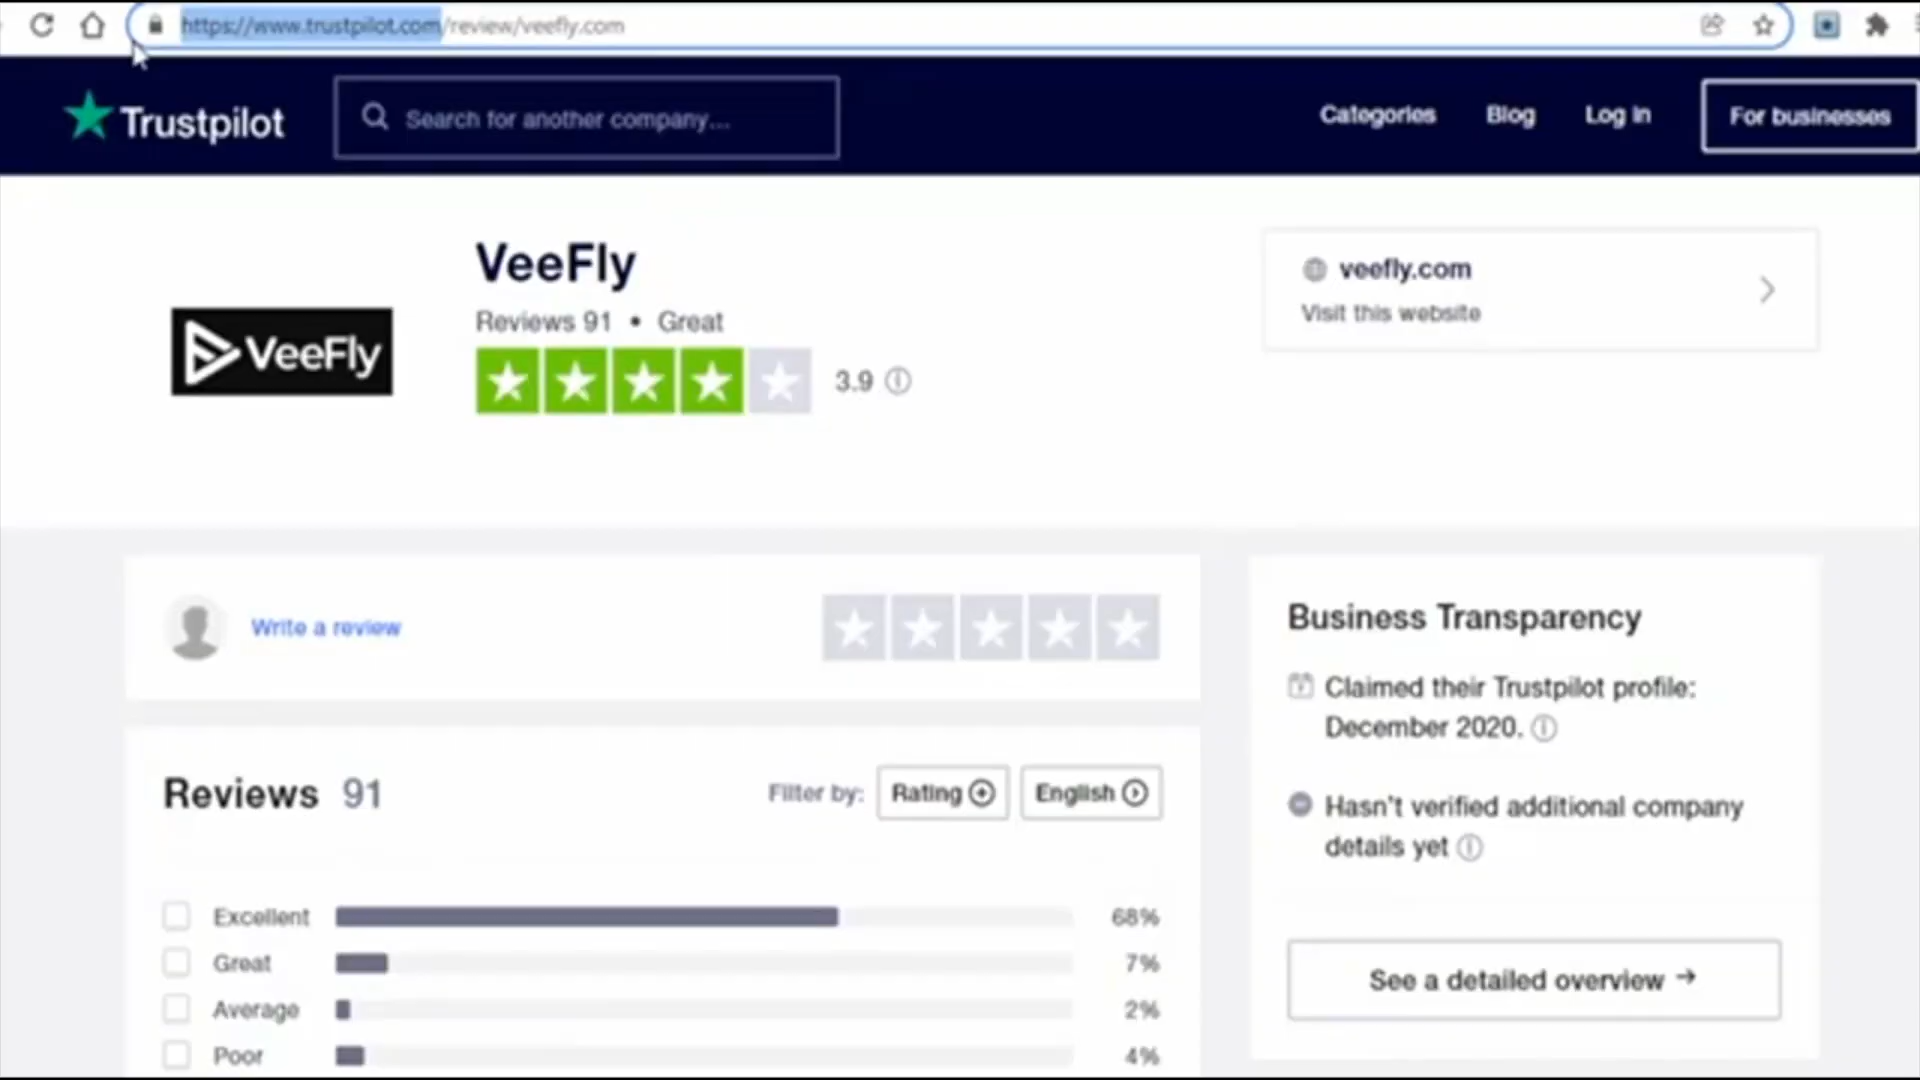 https://www.trustpilot.com/review/veefly.com
Trustpilot
Search for another company...
Categories
Blog
Log in
For businesses
VeeFly
VeeFly
Reviews 91 • Great
3.9
veefly.com
Visit this website
Write a review
Reviews 91
Filter by:
Rating
English
Excellent 68%
Great 7%
Average 2%
Poor 4%
Business Transparency
Claimed their Trustpilot profile:
December 2020.
Hasn't verified additional company
details yet
See a detailed overview →